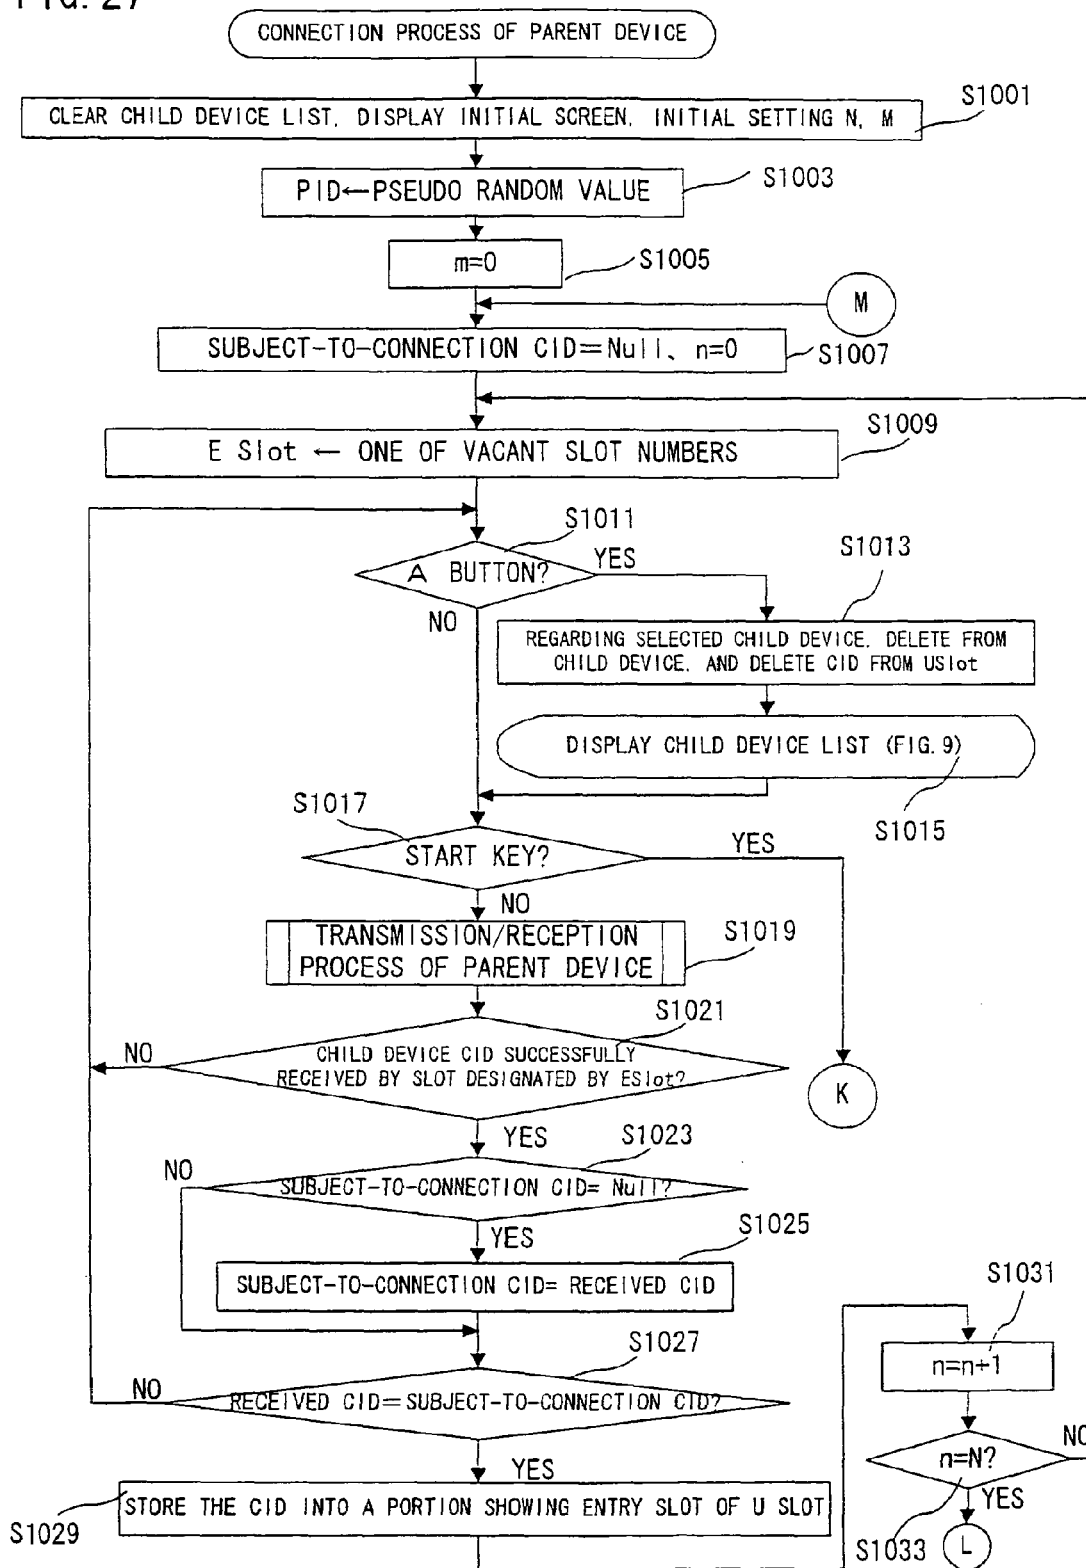 FIG. 27
CONNECTION PROCESS OF PARENT DEVICE
S1001
CLEAR CHILD DEVICE LIST. DISPLAY INITIAL SCREEN. INITIAL SETTING N, M
S1003
PID←PSEUDO RANDOM VALUE
m=0
S1005
M
SUBJECT-TO-CONNECTION CID=Null、n=0
S1007
S1009
E Slot ← ONE OF VACANT SLOT NUMBERS
S1011
A BUTTON?
YES
NO
S1013
REGARDING SELECTED CHILD DEVICE. DELETE FROM
CHILD DEVICE. AND DELETE CID FROM USlot
DISPLAY CHILD DEVICE LIST (FIG. 9)
S1015
S1017
START KEY?
YES
NO
TRANSMISSION/RECEPTION
PROCESS OF PARENT DEVICE
S1019
S1021
CHILD DEVICE CID SUCCESSFULLY
RECEIVED BY SLOT DESIGNATED BY ESlot?
NO
K
YES
S1023
NO
SUBJECT-TO-CONNECTION CID= Null?
YES
S1025
SUBJECT-TO-CONNECTION CID= RECEIVED CID
S1027
NO
RECEIVED CID=SUBJECT-TO-CONNECTION CID?
YES
STORE THE CID INTO A PORTION SHOWING ENTRY SLOT OF U SLOT
S1029
S1031
n=n+1
n=N?
NO
YES
S1033
L